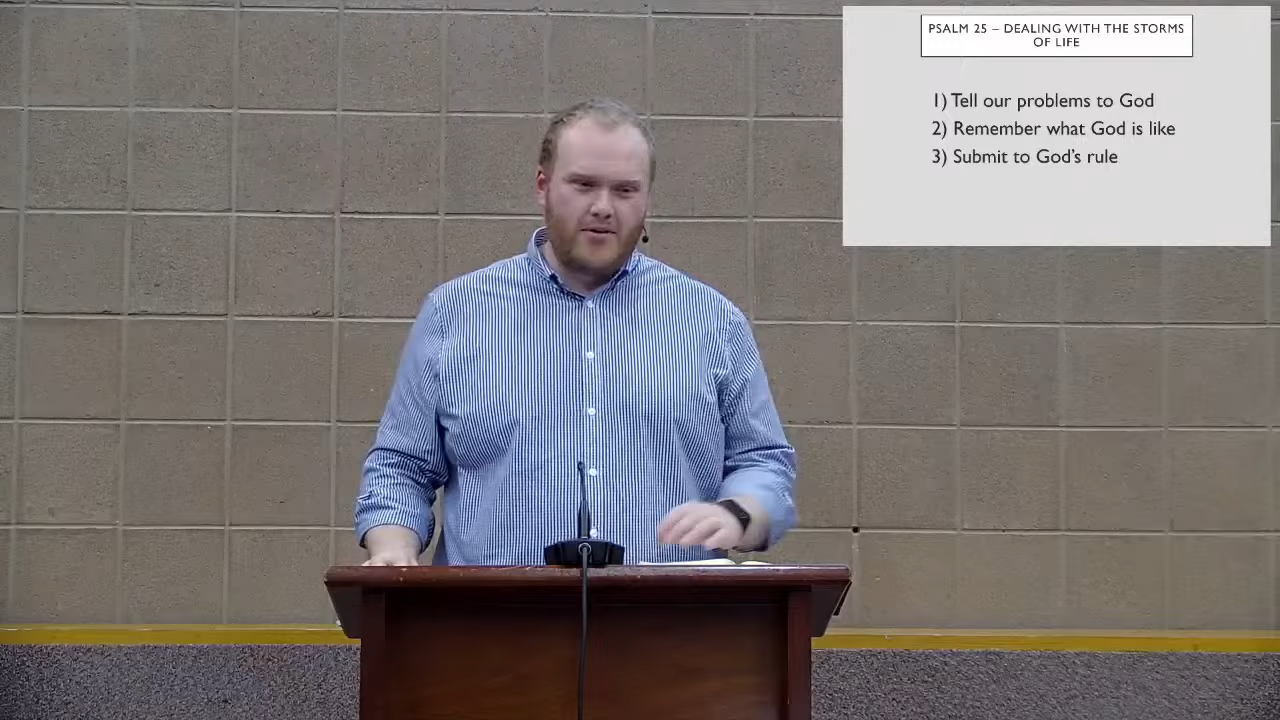 PSALM 25 – DEALING WITH THE STORMS
OF LIFE
1) Tell our problems to God
2) Remember what God is like
3) Submit to God's rule